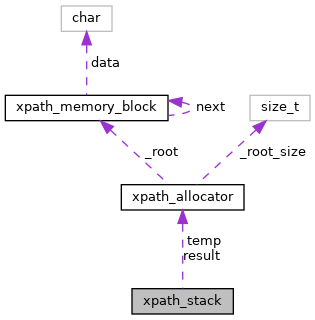 char
data
xpath_memory_block
next
size_t
_root
_root_size
xpath_allocator
temp
result
xpath_stack